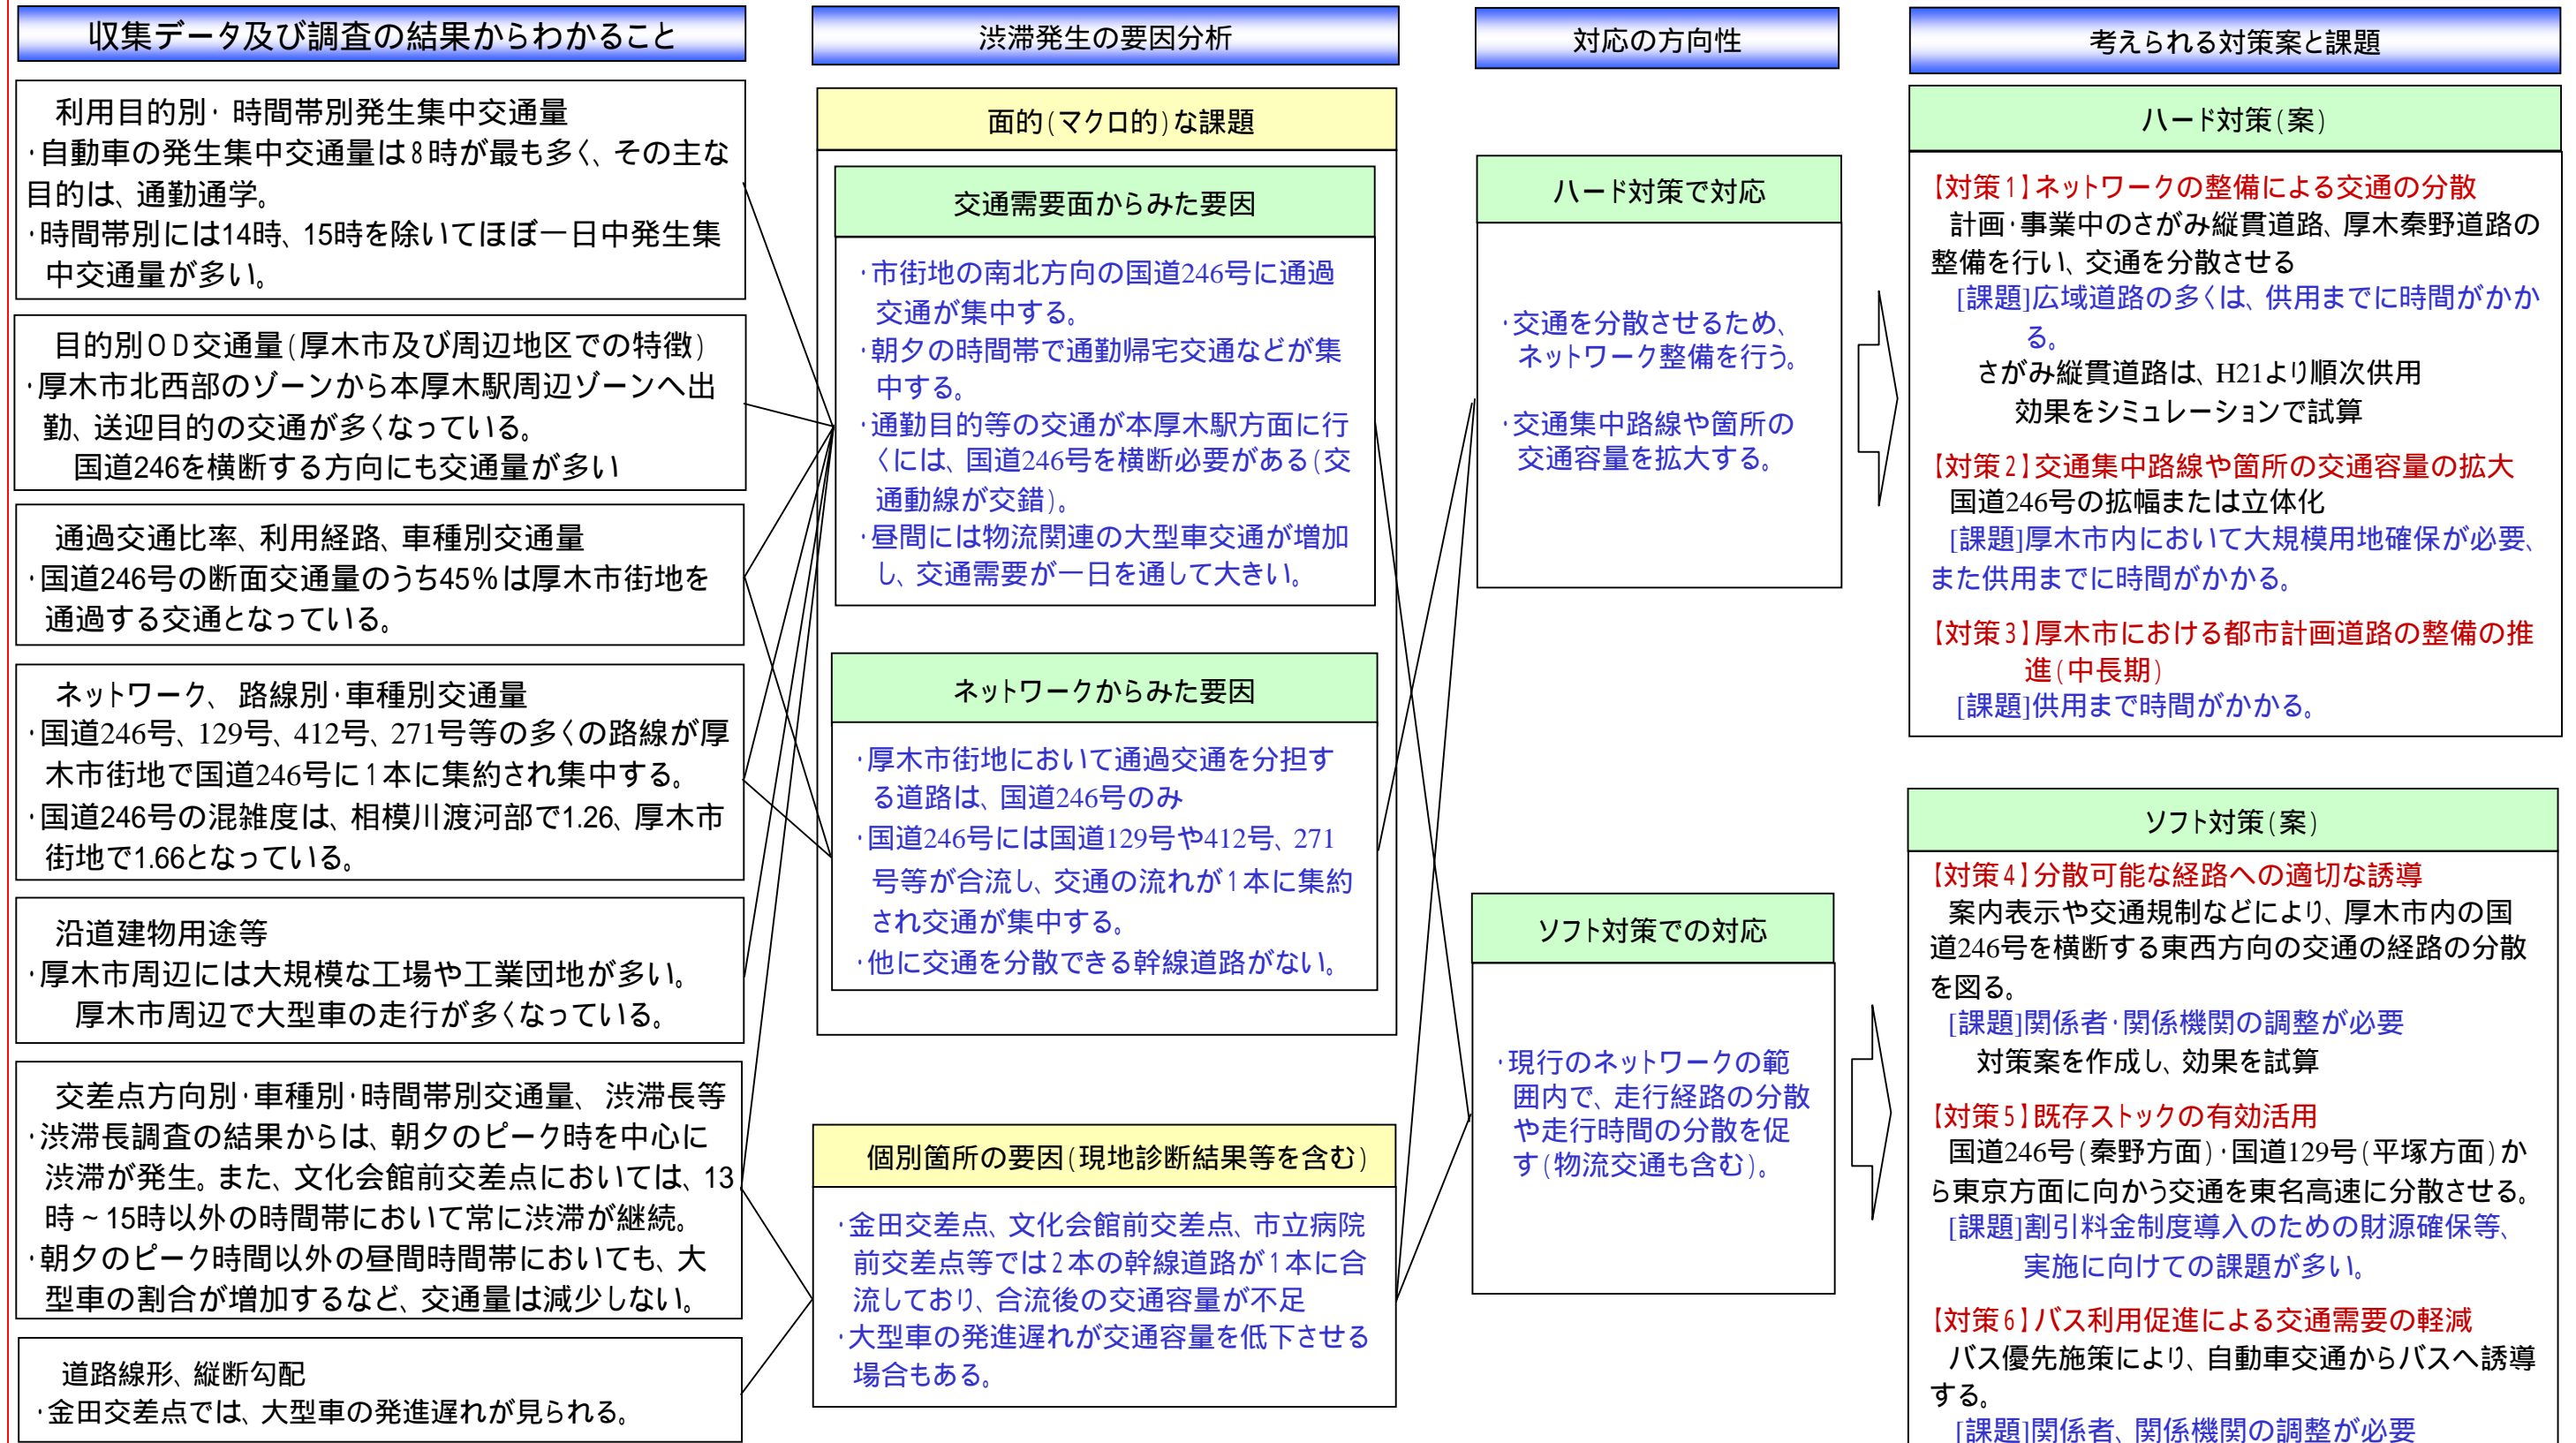 収集データ及び調査の結果からわかること
利用目的別・時間帯別発生集中交通量
・自動車の発生集中交通量は8時が最も多く、その主な
目的は、通勤通学。
・時間帯別には14時、15時を除いてほぼ一日中発生集
中交通量が多い。
目的別OD交通量(厚木市及び周辺地区での特徴)
・厚木市北西部のゾーンから本厚木駅周辺ゾーンへ出
勤、送迎目的の交通が多くなっている。
国道246を横断する方向にも交通量が多い
通過交通比率、利用経路、車種別交通量
・国道246号の断面交通量のうち45%は厚木市街地を
通過する交通となっている。
ネットワーク、路線別・車種別交通量
・国道246号、129号、412号、271号等の多くの路線が厚
木市街地で国道246号に1本に集約され集中する。
・国道246号の混雑度は、相模川渡河部で1.26、厚木市
街地で1.66となっている。
沿道建物用途等
・厚木市周辺には大規模な工場や工業団地が多い。
厚木市周辺で大型車の走行が多くなっている。
交差点方向別・車種別・時間帯別交通量、渋滞長等
・渋滞長調査の結果からは、朝夕のピーク時を中心に
渋滞が発生。また、文化会館前交差点においては、13
時~15時以外の時間帯において常に渋滞が継続。
・朝夕のピーク時間以外の昼間時間帯においても、大
型車の割合が増加するなど、交通量は減少しない。
道路線形、縦断勾配
・金田交差点では、大型車の発進遅れが見られる。
渋滞発生の要因分析
面的(マクロ的)な課題
交通需要面からみた要因
・市街地の南北方向の国道246号に通過
交通が集中する。
・朝夕の時間帯で通勤帰宅交通などが集
中する。
・通勤目的等の交通が本厚木駅方面に行
くには、国道246号を横断必要がある(交
通動線が交錯)。
・昼間には物流関連の大型車交通が増加
し、交通需要が一日を通して大きい。
ネットワークからみた要因
・厚木市街地において通過交通を分担す
る道路は、国道246号のみ
・国道246号には国道129号や412号、271
号等が合流し、交通の流れが1本に集約
され交通が集中する。
・他に交通を分散できる幹線道路がない。
個別箇所の要因(現地診断結果等を含む)
・金田交差点、文化会館前交差点、市立病院
前交差点等では2本の幹線道路が1本に合
流しており、合流後の交通容量が不足
・大型車の発進遅れが交通容量を低下させる
場合もある。
対応の方向性
ハード対策で対応
・交通を分散させるため、
ネットワーク整備を行う。
・交通集中路線や箇所の
交通容量を拡大する。
ソフト対策での対応
・現行のネットワークの範
囲内で、走行経路の分散
や走行時間の分散を促
す(物流交通も含む)。
考えられる対策案と課題
ハード対策(案)
【対策1】ネットワークの整備による交通の分散
計画・事業中のさがみ縦貫道路、厚木秦野道路の
整備を行い、交通を分散させる
[課題]広域道路の多くは、供用までに時間がかか
る。
さがみ縦貫道路は、H21より順次供用
効果をシミュレーションで試算
【対策2】交通集中路線や箇所の交通容量の拡大
国道246号の拡幅または立体化
[課題]厚木市内において大規模用地確保が必要、
また供用までに時間がかかる。
【対策3】厚木市における都市計画道路の整備の推
進(中長期)
[課題]供用まで時間がかかる。
ソフト対策(案)
【対策4】分散可能な経路への適切な誘導
案内表示や交通規制などにより、厚木市内の国
道246号を横断する東西方向の交通の経路の分散
を図る。
[課題]関係者・関係機関の調整が必要
対策案を作成し、効果を試算
【対策5】既存ストックの有効活用
国道246号(秦野方面)・国道129号(平塚方面)か
ら東京方面に向かう交通を東名高速に分散させる。
[課題]割引料金制度導入のための財源確保等、
実施に向けての課題が多い。
【対策6】バス利用促進による交通需要の軽減
バス優先施策により、自動車交通からバスへ誘導
する。
[課題]関係者、関係機関の調整が必要